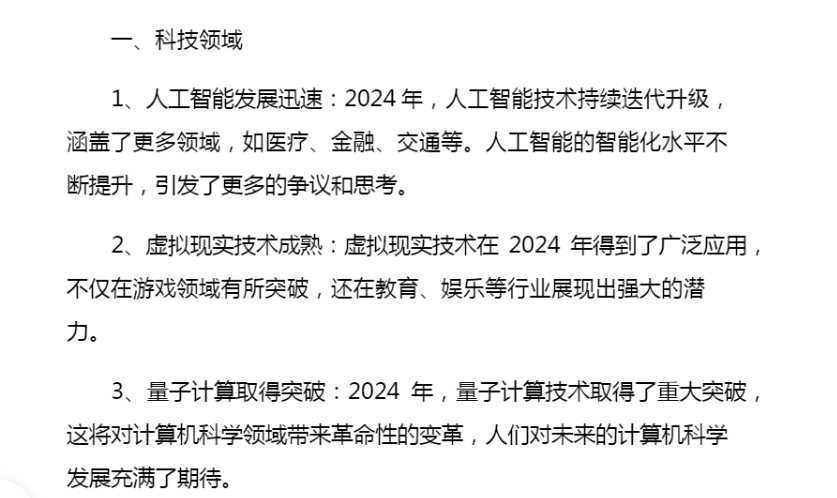 一、科技领域
1、人工智能发展迅速：2024年，人工智能技术持续迭代升级，
涵盖了更多领域，如医疗、金融、交通等。人工智能的智能化水平不
断提升，引发了更多的争议和思考。
2、虚拟现实技术成熟：虚拟现实技术在 2024 年得到了广泛应用，
不仅在游戏领域有所突破，还在教育、娱乐等行业展现出强大的潜
力。
3、量子计算取得突破：2024 年，量子计算技术取得了重大突破，
这将对计算机科学领域带来革命性的变革，人们对未来的计算机科学
发展充满了期待。